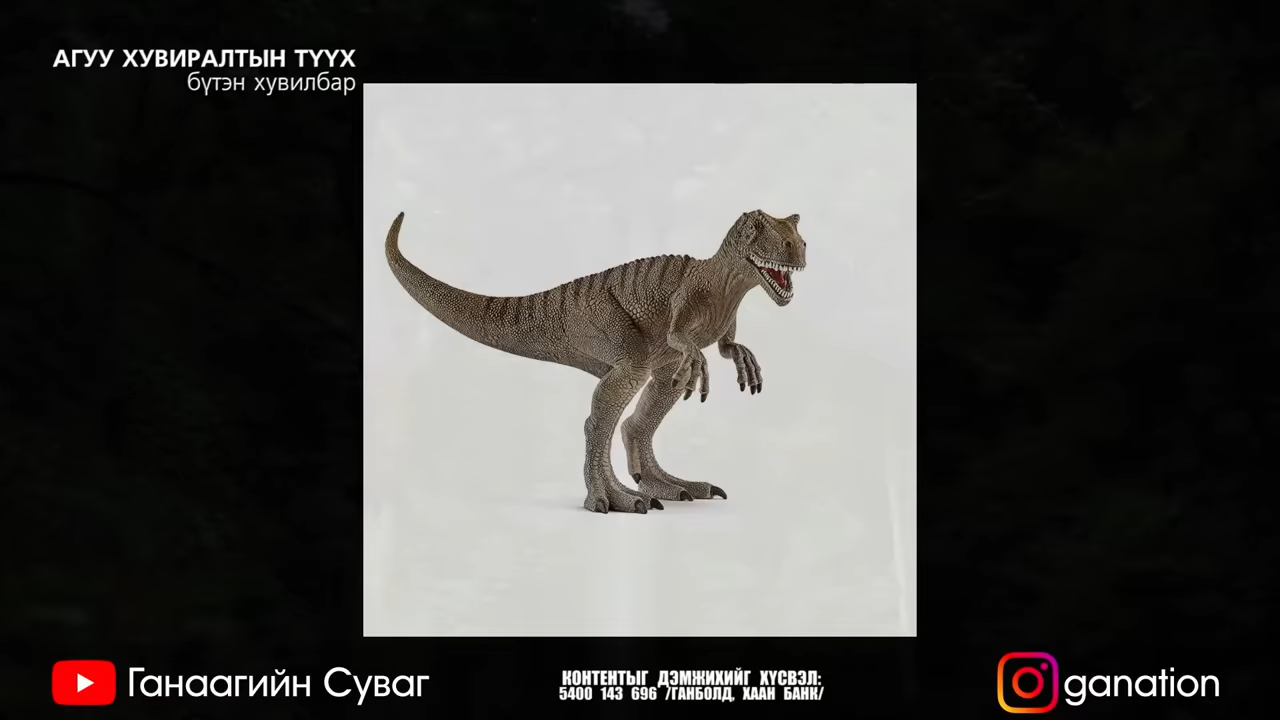 АГУУ ХУВИРАЛТЫН ТҮҮХ
бүтэн хувилбар
Ганаагийн Суваг
КОНТЕНТЫГ ДЭМЖИХИЙГ ХҮСВЭЛ:
5400 143 696 /ГАНБОЛД, ХААН БАНК/
ganation